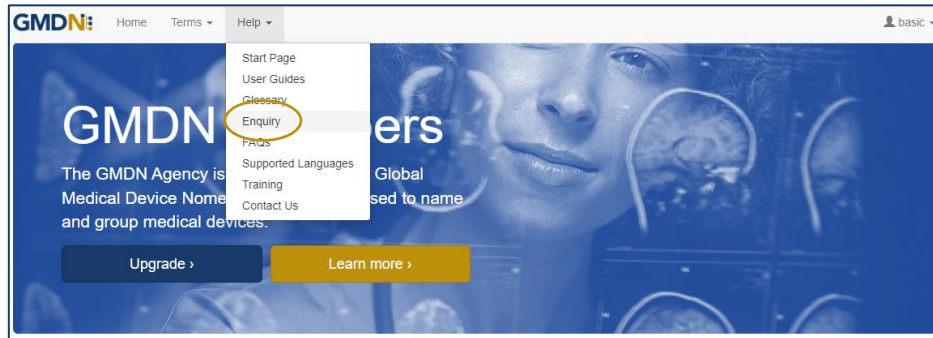 GMDN Home Terms Help basic
Start Page
User Guides
Glossary
Enquiry
FAQs
Supported Languages
Training
Contact Us
GMDN ers
The GMDN Agency is Global
Medical Device Nome sed to name
and group medical devices.
Upgrade ›
Learn more ›